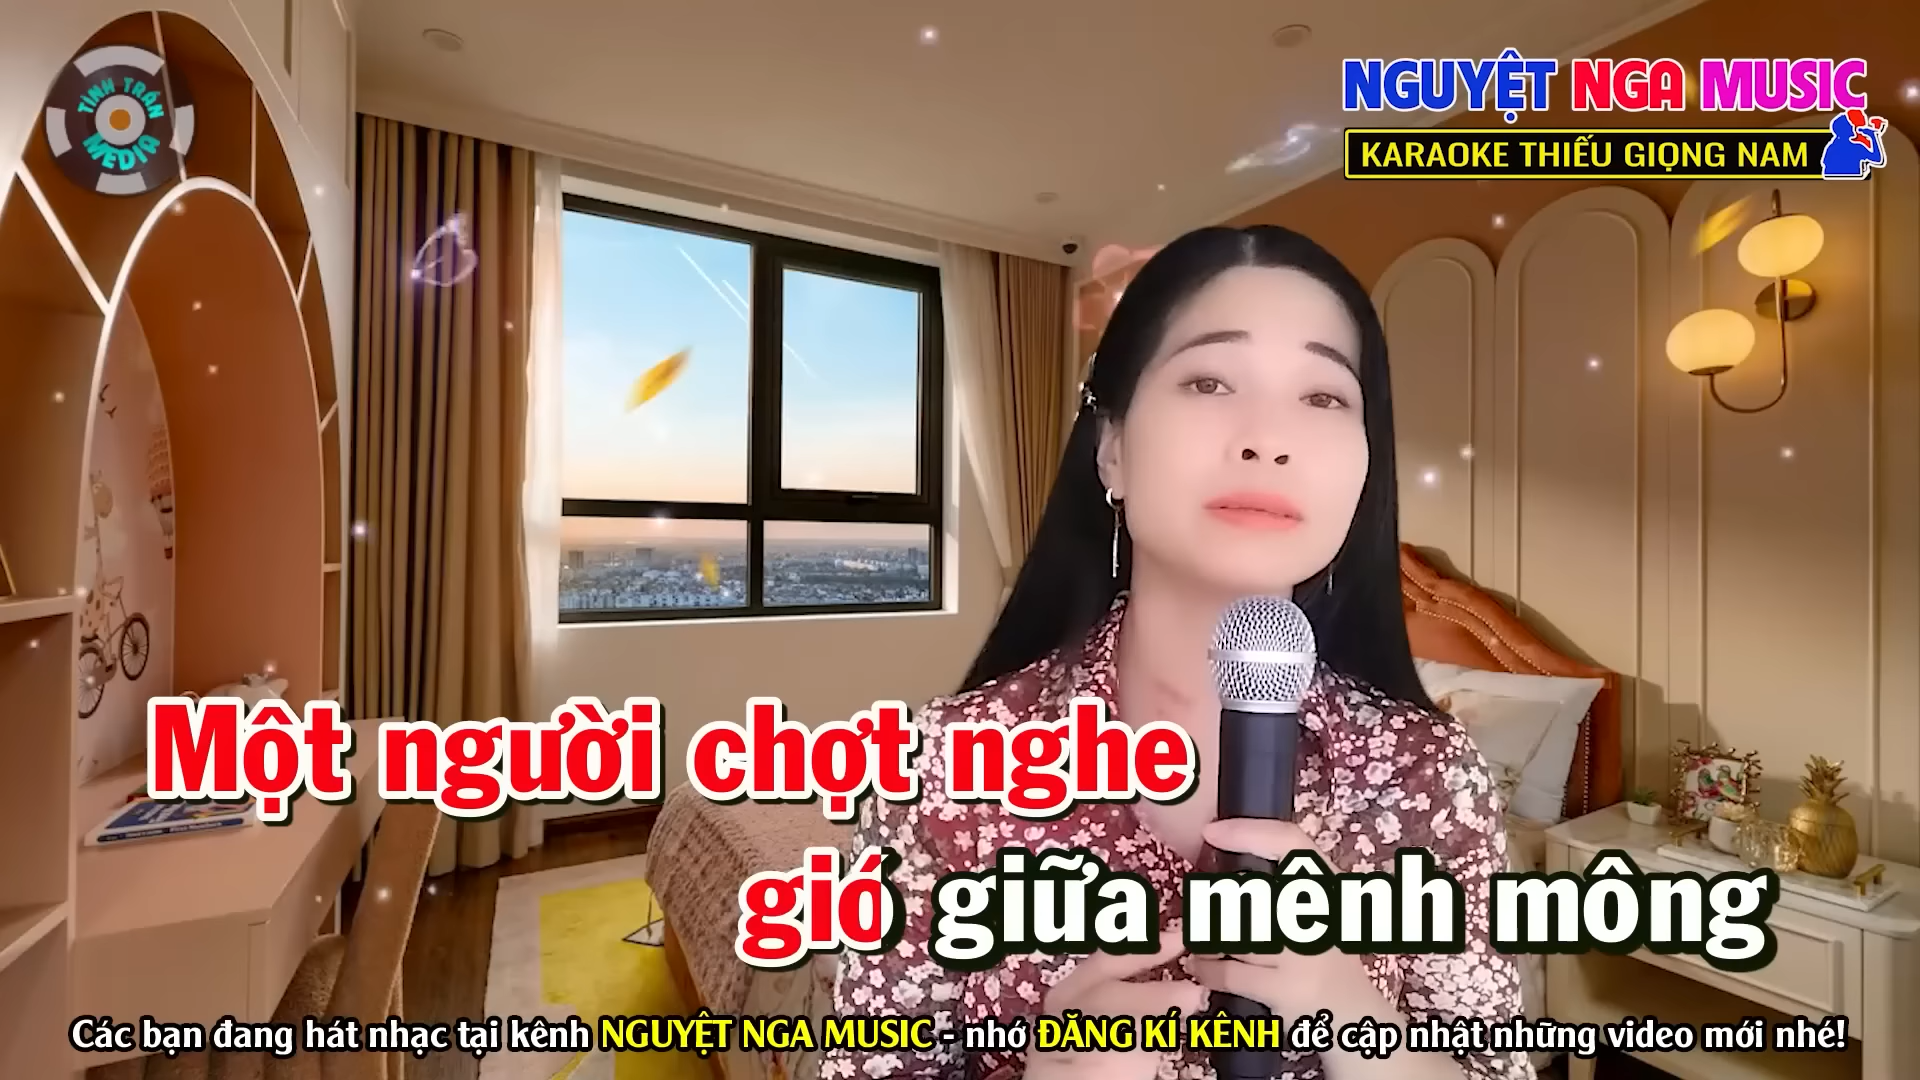 TÌNH TRẦN
MEDIA
NGUYỆT NGA MUSIC
KARAOKE THIẾU GIỌNG NAM
Một người chợt nghe
gió giữa mênh mông
Các bạn đang hát nhạc tại kênh NGUYỆT NGA MUSIC - nhớ ĐĂNG KÍ KÊNH để cập nhật những video mới nhé!